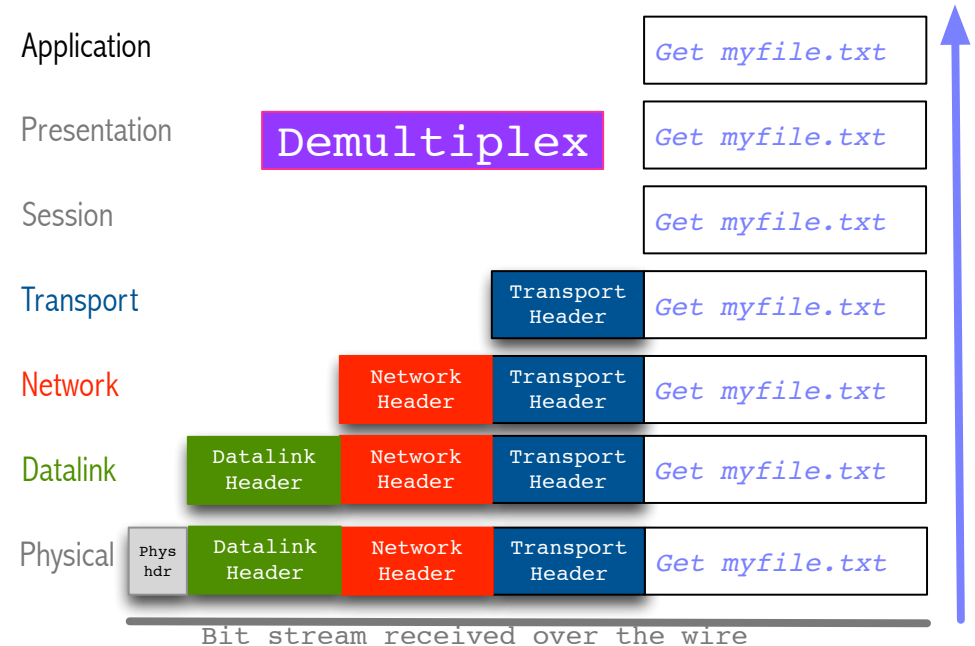 Application
Get myfile.txt
Presentation
Demultiplex
Get myfile.txt
Session
Get myfile.txt
Transport
Transport
Header
Get myfile.txt
Network
Network
Header
Transport
Header
Get myfile.txt
Datalink
Datalink
Header
Network
Header
Transport
Header
Get myfile.txt
Physical
Phys
hdr
Datalink
Header
Network
Header
Transport
Header
Get myfile.txt
Bit stream received over the wire